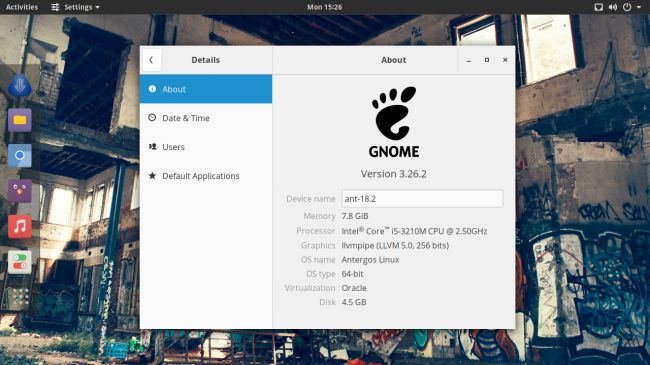 Activities Settings Mon 15:26
Details About
About
Date & Time
Users
Default Applications
GNOME
Version 3.26.2
Device name ant-18.2
Memory 7.8 GiB
Processor Intel® Core™ i5-3210M CPU @ 2.50GHz
Graphics llvmpipe (LLVM 5.0, 256 bits)
OS name Antergos Linux
OS type 64-bit
Virtualization Oracle
Disk 4.5 GB